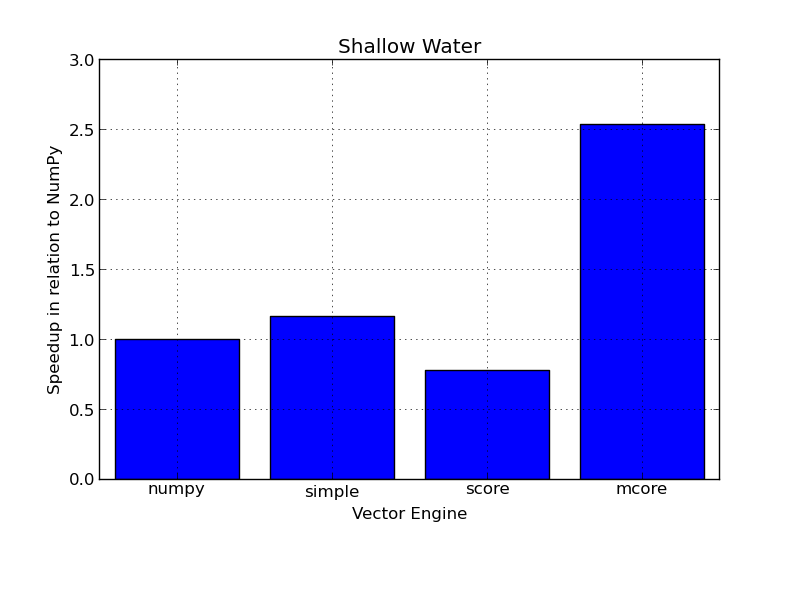 Shallow Water
3.0
2.5
2.0
1.5
1.0
0.5
0.0
Speedup in relation to NumPy
numpy simple score mcore
Vector Engine